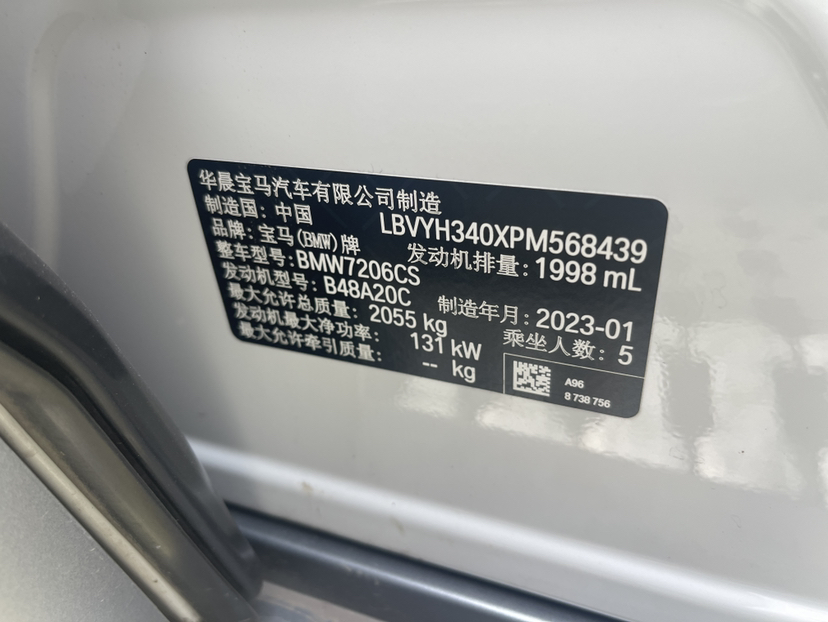 华晨宝马汽车有限公司制造
制造国：中国 LBVYH340XPM568439
品牌：宝马(BMW)牌 发动机排量：1998 mL
整车型号：BMW7206CS
发动机型号：B48A20C 制造年月：2023-01
最大允许总质量：2055 kg 乘坐人数：5
发动机最大净功率：131 kW
最大允许牵引质量：-- kg
A96
8 738 756